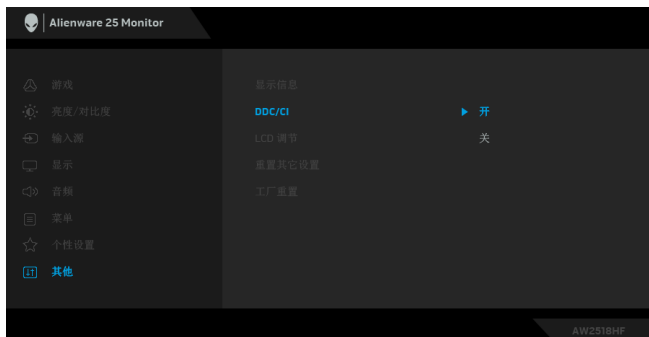 Alienware 25 Monitor
游戏
显示信息
亮度/对比度
DDC/CI
开
输入源
LCD 调节
关
显示
重置其它设置
音频
工厂重置
菜单
个性设置
其他
AW2518HF